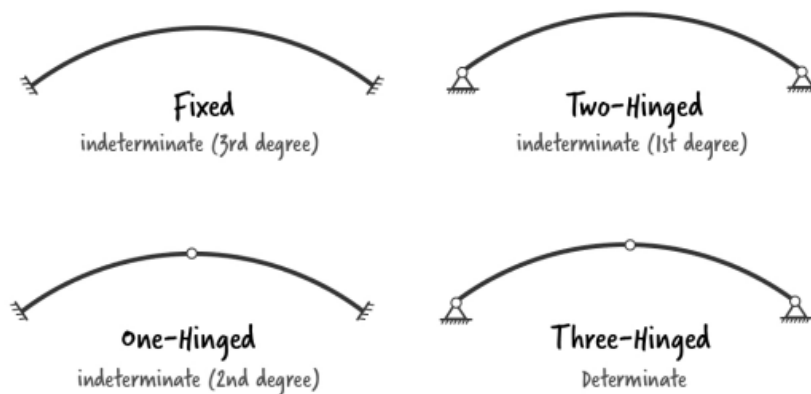 Fixed
indeterminate (3rd degree)
Two-Hinged
indeterminate (1st degree)
One-Hinged
indeterminate (2nd degree)
Three-Hinged
Determinate